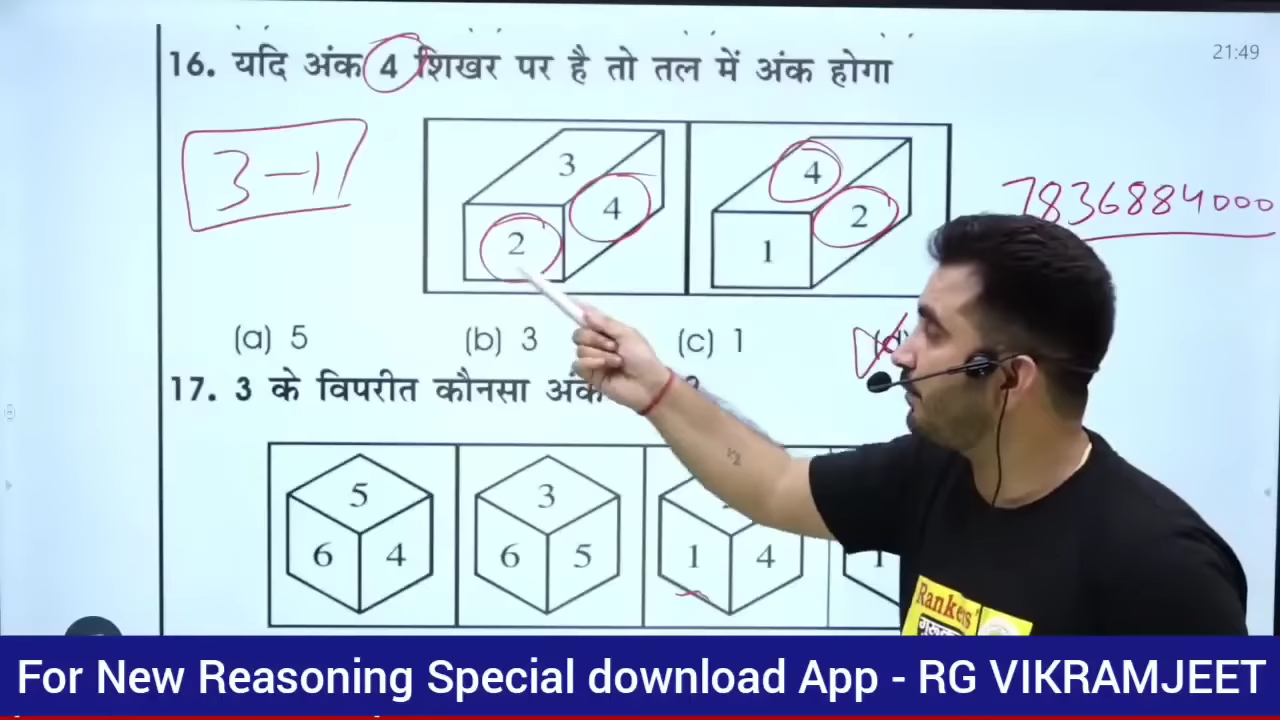 21:49
16. यदि अंक 4 शिखर पर है तो तल में अंक होगा
3-1
3
4
2
4
2
1
7836884000
(a) 5
(b) 3
(c) 1
17. 3 के विपरीत कौनसा अंक
5
6 4
3
6 5
1 4
1
Rankers'
For New Reasoning Special download App - RG VIKRAMJEET